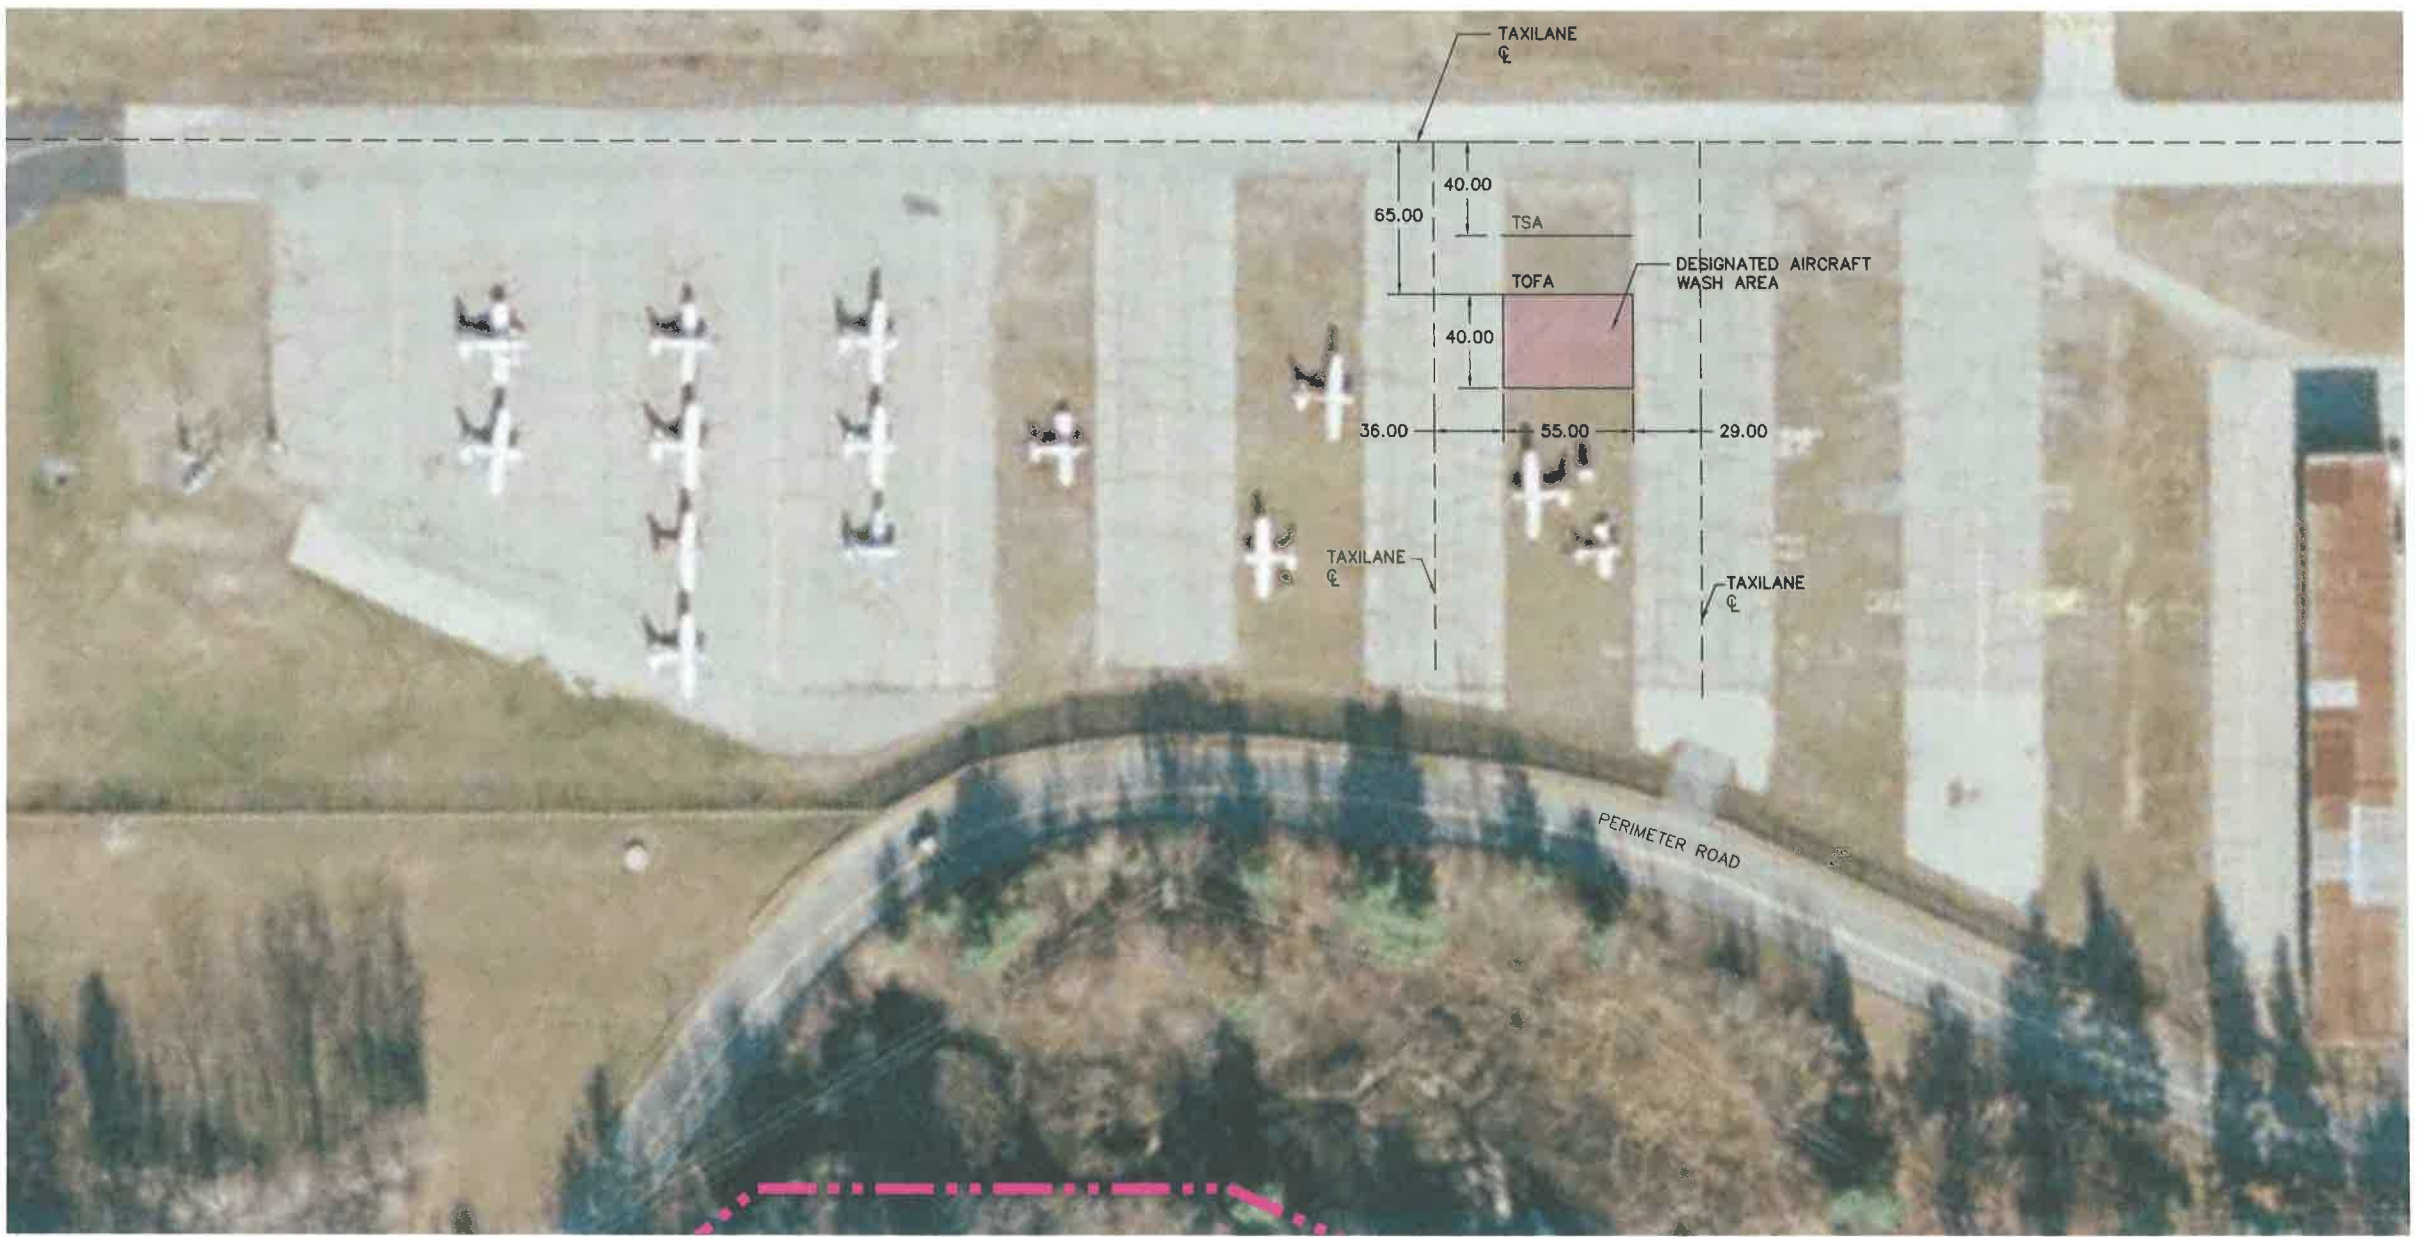 TAXILANE
℄
40.00
65.00
TSA
DESIGNATED AIRCRAFT
WASH AREA
TOFA
40.00
36.00
55.00
29.00
TAXILANE
℄
TAXILANE
℄
PERIMETER ROAD